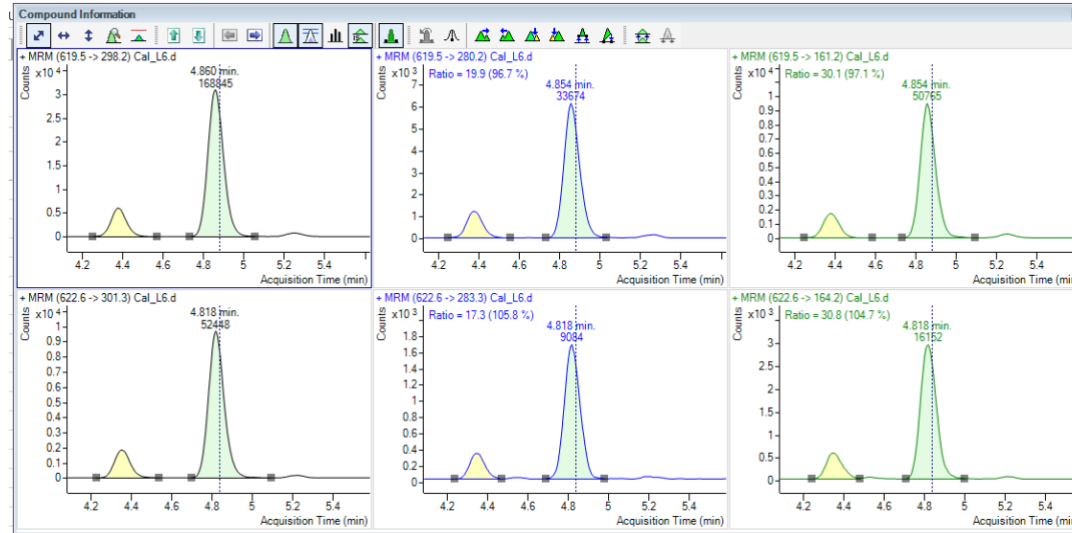 Compound Information
+ MRM (619.5 -> 298.2) Cal_L6.d
x10 4
Counts
4.860 min.
168845
3
2.5
2
1.5
1
0.5
0
4.2 4.4 4.6 4.8 5 5.2 5.4
Acquisition Time (min)
+ MRM (619.5 -> 280.2) Cal_L6.d
x10 3
Counts
Ratio = 19.9 (96.7 %)
4.854 min.
33674
7
6
5
4
3
2
1
0
4.2 4.4 4.6 4.8 5 5.2 5.4
Acquisition Time (min)
+ MRM (619.5 -> 161.2) Cal_L6.d
x10 4
Counts
Ratio = 30.1 (97.1 %)
4.854 min.
50765
1
0.9
0.8
0.7
0.6
0.5
0.4
0.3
0.2
0.1
0
4.2 4.4 4.6 4.8 5 5.2 5.4
Acquisition Time (min)
+ MRM (622.6 -> 301.3) Cal_L6.d
x10 4
Counts
4.818 min.
52448
1
0.9
0.8
0.7
0.6
0.5
0.4
0.3
0.2
0.1
0
4.2 4.4 4.6 4.8 5 5.2 5.4
Acquisition Time (min)
+ MRM (622.6 -> 283.3) Cal_L6.d
x10 3
Counts
Ratio = 17.3 (105.8 %)
4.818 min.
9084
1.8
1.6
1.4
1.2
1
0.8
0.6
0.4
0.2
0
4.2 4.4 4.6 4.8 5 5.2 5.4
Acquisition Time (min)
+ MRM (622.6 -> 164.2) Cal_L6.d
x10 3
Counts
Ratio = 30.8 (104.7 %)
4.818 min.
16152
3
2.5
2
1.5
1
0.5
0
4.2 4.4 4.6 4.8 5 5.2 5.4
Acquisition Time (min)